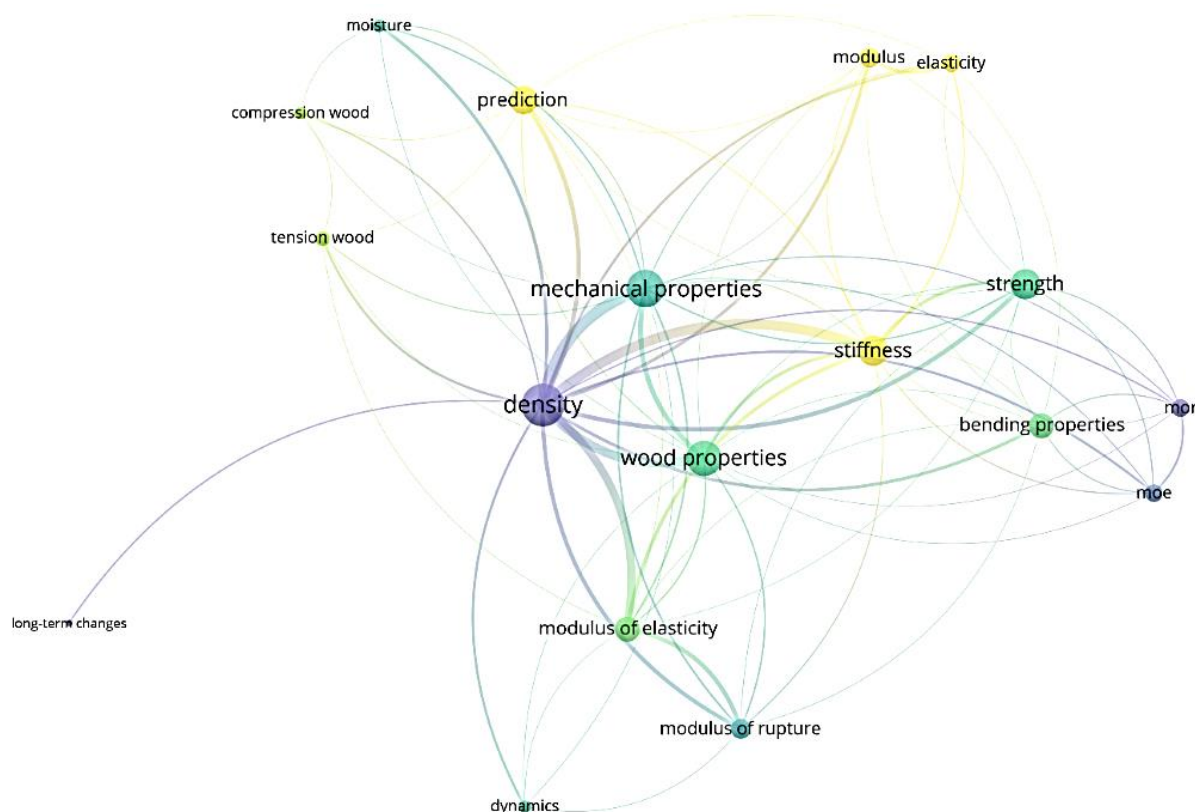 moisture
modulus
elasticity
prediction
compression wood
tension wood
mechanical properties
strength
stiffness
density
mor
bending properties
wood properties
moe
long-term changes
modulus of elasticity
modulus of rupture
dynamics